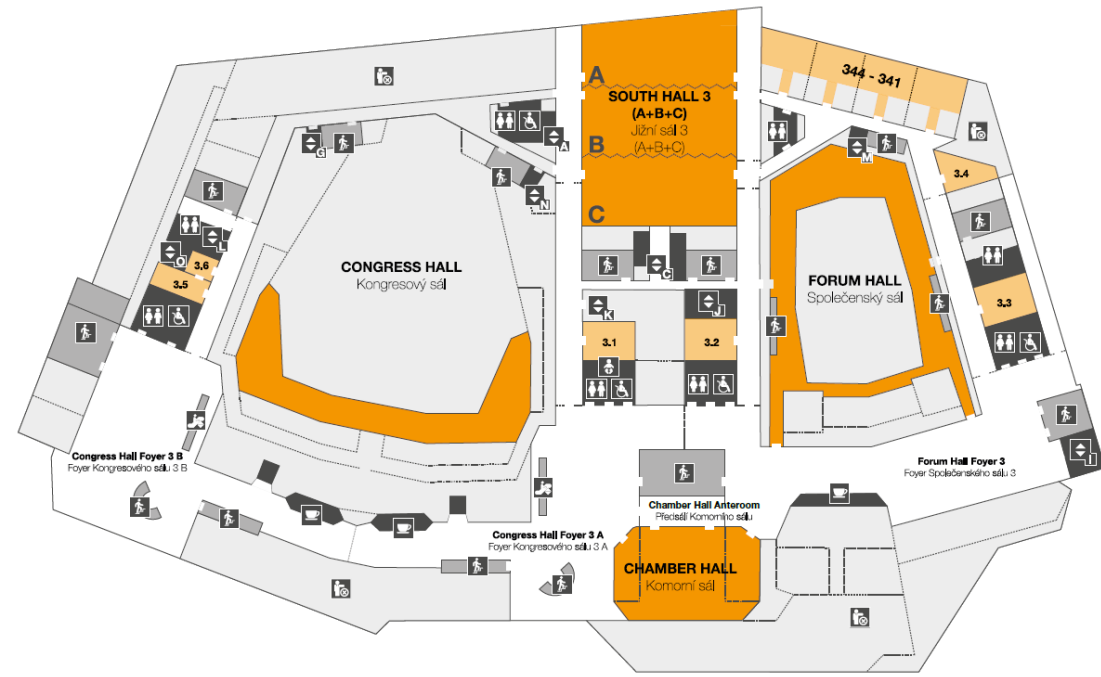 A
SOUTH HALL 3
(A+B+C)
Jižní sál 3
(A+B+C)
B
C
344 - 341
G
A
N
M
3.4
L
O
3.6
3.5
CONGRESS HALL
Kongresový sál
C
K
J
3.1
3.2
FORUM HALL
Společenský sál
3.3
I
Congress Hall Foyer 3 B
Foyer Kongresového sálu 3 B
Forum Hall Foyer 3
Foyer Společenského sálu 3
Chamber Hall Anteroom
Předsálí Komorního sálu
Congress Hall Foyer 3 A
Foyer Kongresového sálu 3 A
CHAMBER HALL
Komorní sál